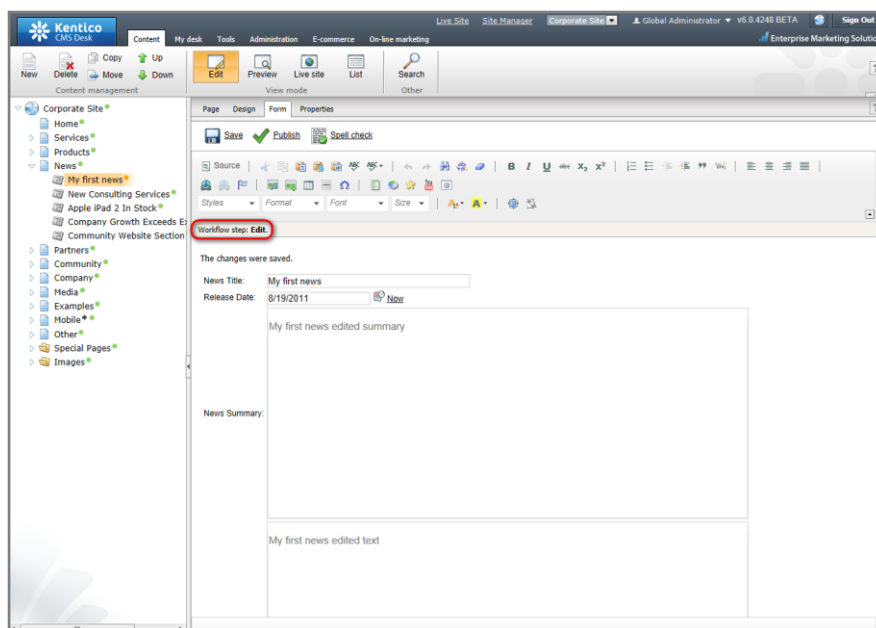 Live Site Site Manager Corporate Site Global Administrator v6.0.4248 BETA Sign Out
Kentico
CMS Desk
Content My desk Tools Administration E-commerce On-line marketing
Enterprise Marketing Solutio
New Delete Copy Move Up Down
Content management
Edit Preview Live site List
View mode
Search
Other
Corporate Site
Home
Services
Products
News
My first news
New Consulting Services
Apple iPad 2 In Stock
Company Growth Exceeds Ex
Community Website Section
Partners
Community
Company
Media
Examples
Mobile
Other
Special Pages
Images
Page Design Form Properties
Save Publish Spell check
Source B I U abc X₂ X²
Styles Format Font Size A A
Workflow step: Edit.
The changes were saved.
News Title: My first news
Release Date: 8/19/2011 Now
My first news edited summary
News Summary:
My first news edited text